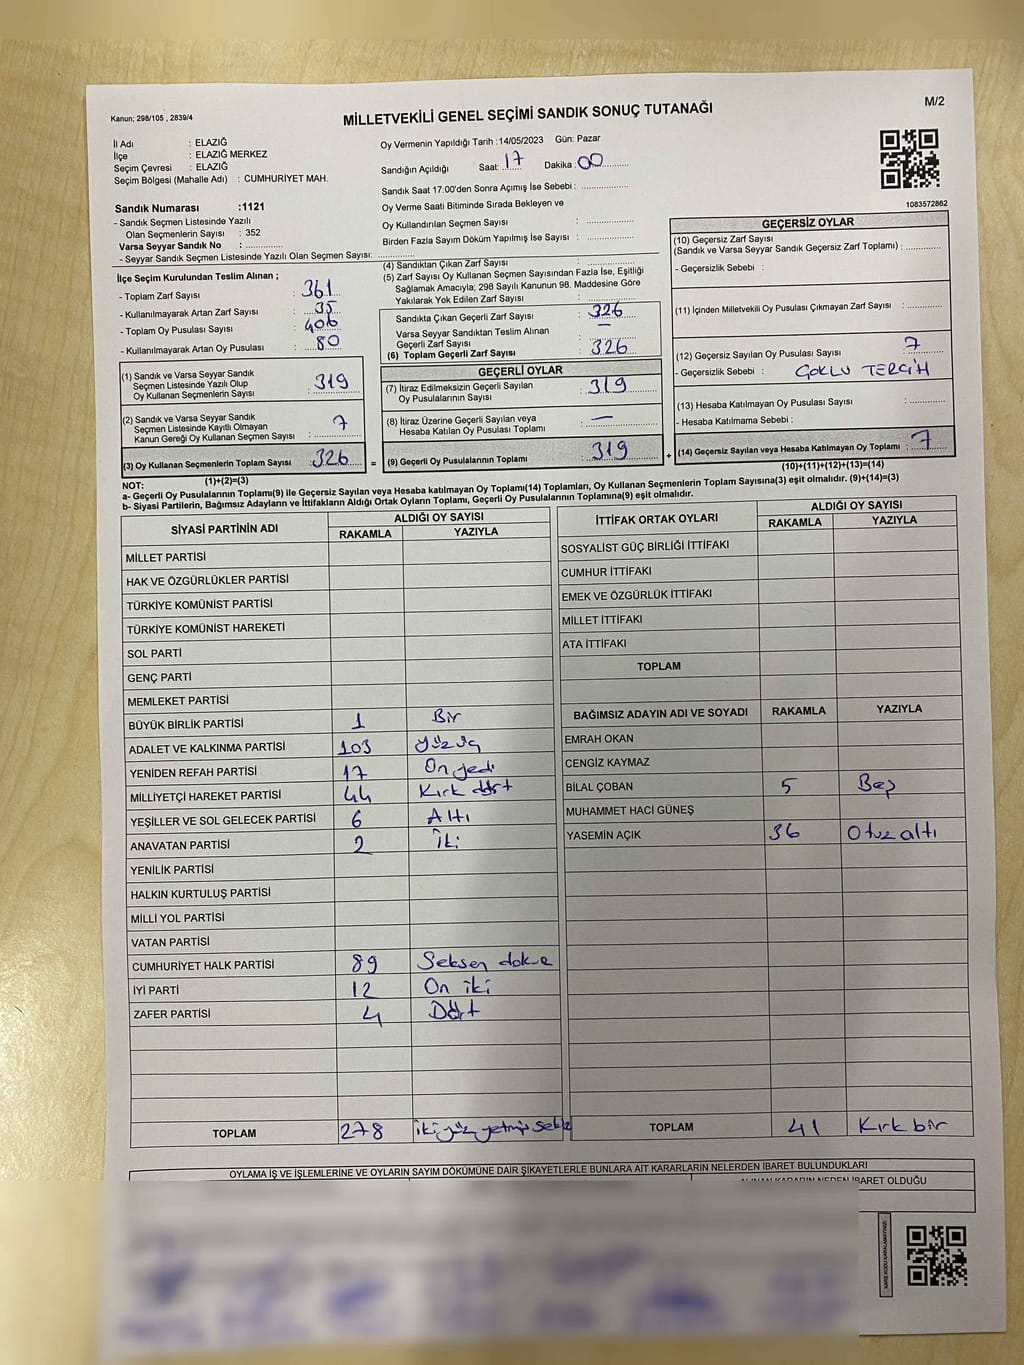 Kanun; 298/105 , 2839/4
MİLLETVEKİLİ GENEL SEÇİMİ SANDIK SONUÇ TUTANAĞI
M/2
İl Adı : ELAZIĞ
İlçe : ELAZIĞ MERKEZ
Seçim Çevresi : ELAZIĞ
Seçim Bölgesi (Mahalle Adı) : CUMHURİYET MAH.
Sandık Numarası :1121
- Sandık Seçmen Listesinde Yazılı
Olan Seçmenlerin Sayısı : 352
Varsa Seyyar Sandık No : ..............
- Seyyar Sandık Seçmen Listesinde Yazılı Olan Seçmen Sayısı: ..............
Oy Vermenin Yapıldığı Tarih :14/05/2023 Gün: Pazar
Sandığın Açıldığı Saat: 17 Dakika: 00
Sandık Saat 17:00'den Sonra Açımış İse Sebebi : ..............
Oy Verme Saati Bitiminde Sırada Bekleyen ve
Oy Kullandırılan Seçmen Sayısı : ..............
Birden Fazla Sayım Döküm Yapılmış İse Sayısı : ..............
1083572862
İlçe Seçim Kurulundan Teslim Alınan ;
- Toplam Zarf Sayısı : 361
- Kullanılmayarak Artan Zarf Sayısı : 35
- Toplam Oy Pusulası Sayısı : 406
- Kullanılmayarak Artan Oy Pusulası : 80
(1) Sandık ve Varsa Seyyar Sandık
Seçmen Listesinde Yazılı Olup
Oy Kullanan Seçmenlerin Sayısı : 319
(2) Sandık ve Varsa Seyyar Sandık
Seçmen Listesinde Kayıtlı Olmayan
Kanun Gereği Oy Kullanan Seçmen Sayısı : 7
(3) Oy Kullanan Seçmenlerin Toplam Sayısı : 326
(1)+(2)=(3)
(4) Sandıktan Çıkan Zarf Sayısı : ..............
(5) Zarf Sayısı Oy Kullanan Seçmen Sayısından Fazla İse, Eşitliği
Sağlamak Amacıyla; 298 Sayılı Kanunun 98. Maddesine Göre
Yakılarak Yok Edilen Zarf Sayısı : ..............
Sandıkta Çıkan Geçerli Zarf Sayısı : 326
Varsa Seyyar Sandıktan Teslim Alınan
Geçerli Zarf Sayısı : —
(6) Toplam Geçerli Zarf Sayısı : 326
GEÇERLİ OYLAR
(7) İtiraz Edilmeksizin Geçerli Sayılan
Oy Pusulalarının Sayısı : 319
(8) İtiraz Üzerine Geçerli Sayılan veya
Hesaba Katılan Oy Pusulası Toplamı : —
= (9) Geçerli Oy Pusulalarının Toplamı : 319 +
GEÇERSİZ OYLAR
(10) Geçersiz Zarf Sayısı
(Sandık ve Varsa Seyyar Sandık Geçersiz Zarf Toplamı) : ..............
- Geçersizlik Sebebi :
(11) İçinden Milletvekili Oy Pusulası Çıkmayan Zarf Sayısı : ..............
(12) Geçersiz Sayılan Oy Pusulası Sayısı : 7
- Geçersizlik Sebebi : ÇOKLU TERCİH
(13) Hesaba Katılmayan Oy Pusulası Sayısı : ..............
- Hesaba Katılmama Sebebi :
(14) Geçersiz Sayılan veya Hesaba Katılmayan Oy Toplamı : 7
(10)+(11)+(12)+(13)=(14)
NOT:
a- Geçerli Oy Pusulalarının Toplamı(9) ile Geçersiz Sayılan veya Hesaba katılmayan Oy Toplamı(14) Toplamları, Oy Kullanan Seçmenlerin Toplam Sayısına(3) eşit olmalıdır. (9)+(14)=(3)
b- Siyasi Partilerin, Bağımsız Adayların ve İttifakların Aldığı Ortak Oyların Toplamı, Geçerli Oy Pusulalarının Toplamına(9) eşit olmalıdır.
SİYASİ PARTİNİN ADI ALDIĞI OY SAYISI
RAKAMLA YAZIYLA
MİLLET PARTİSİ
HAK VE ÖZGÜRLÜKLER PARTİSİ
TÜRKİYE KOMÜNİST PARTİSİ
TÜRKİYE KOMÜNİST HAREKETİ
SOL PARTİ
GENÇ PARTİ
MEMLEKET PARTİSİ
BÜYÜK BİRLİK PARTİSİ 1 Bir
ADALET VE KALKINMA PARTİSİ 103 yüz üç
YENİDEN REFAH PARTİSİ 17 On yedi
MİLLİYETÇİ HAREKET PARTİSİ 44 Kırk dört
YEŞİLLER VE SOL GELECEK PARTİSİ 6 Altı
ANAVATAN PARTİSİ 2 İki
YENİLİK PARTİSİ
HALKIN KURTULUŞ PARTİSİ
MİLLİ YOL PARTİSİ
VATAN PARTİSİ
CUMHURİYET HALK PARTİSİ 89 Seksen dokuz
İYİ PARTİ 12 On iki
ZAFER PARTİSİ 4 Dört
TOPLAM 278 iki yüz yetmiş sekiz
İTTİFAK ORTAK OYLARI ALDIĞI OY SAYISI
RAKAMLA YAZIYLA
SOSYALİST GÜÇ BİRLİĞİ İTTİFAKI
CUMHUR İTTİFAKI
EMEK VE ÖZGÜRLÜK İTTİFAKI
MİLLET İTTİFAKI
ATA İTTİFAKI
TOPLAM
BAĞIMSIZ ADAYIN ADI VE SOYADI RAKAMLA YAZIYLA
EMRAH OKAN
CENGİZ KAYMAZ
BİLAL ÇOBAN 5 Beş
MUHAMMET HACİ GÜNEŞ
YASEMİN AÇIK 36 Otuz altı
TOPLAM 41 Kırk bir
OYLAMA İŞ VE İŞLEMLERİNE VE OYLARIN SAYIM DÖKÜMÜNE DAİR ŞİKAYETLERLE BUNLARA AİT KARARLARIN NELERDEN İBARET BULUNDUKLARI
ALINAN KARARIN NEDEN İBARET OLDUĞU
KARE KODU KARALAMAYINIZ!